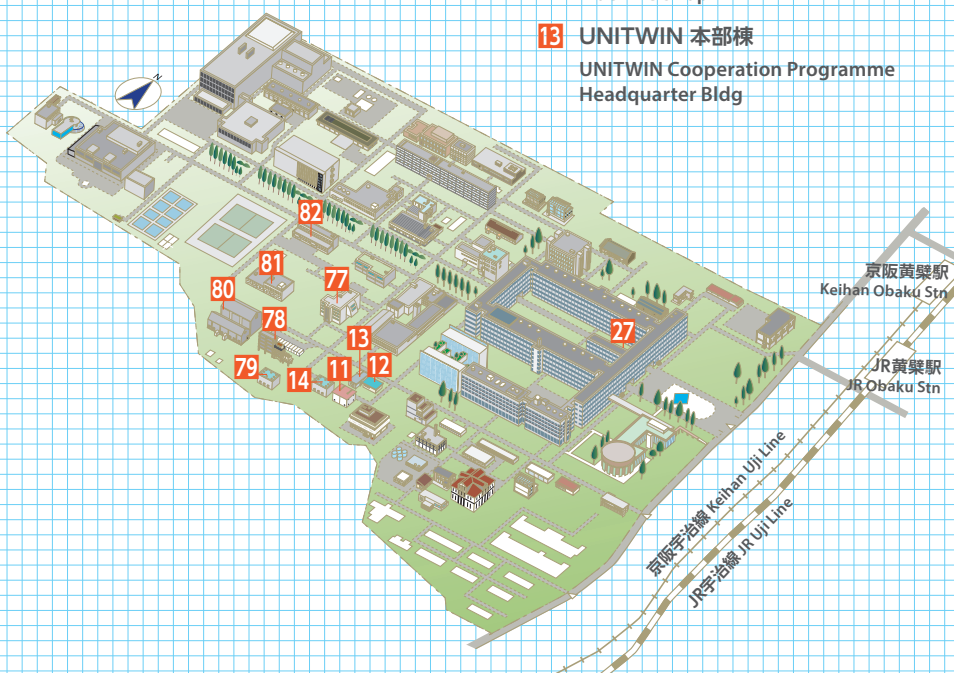 13 UNITWIN 本部棟
UNITWIN Cooperation Programme
Headquarter Bldg
N
82
81
77
80
78
13
27
79
14
11
12
京阪黄檗駅
Keihan Obaku Stn
JR黄檗駅
JR Obaku Stn
京阪宇治線 Keihan Uji Line
JR宇治線 JR Uji Line